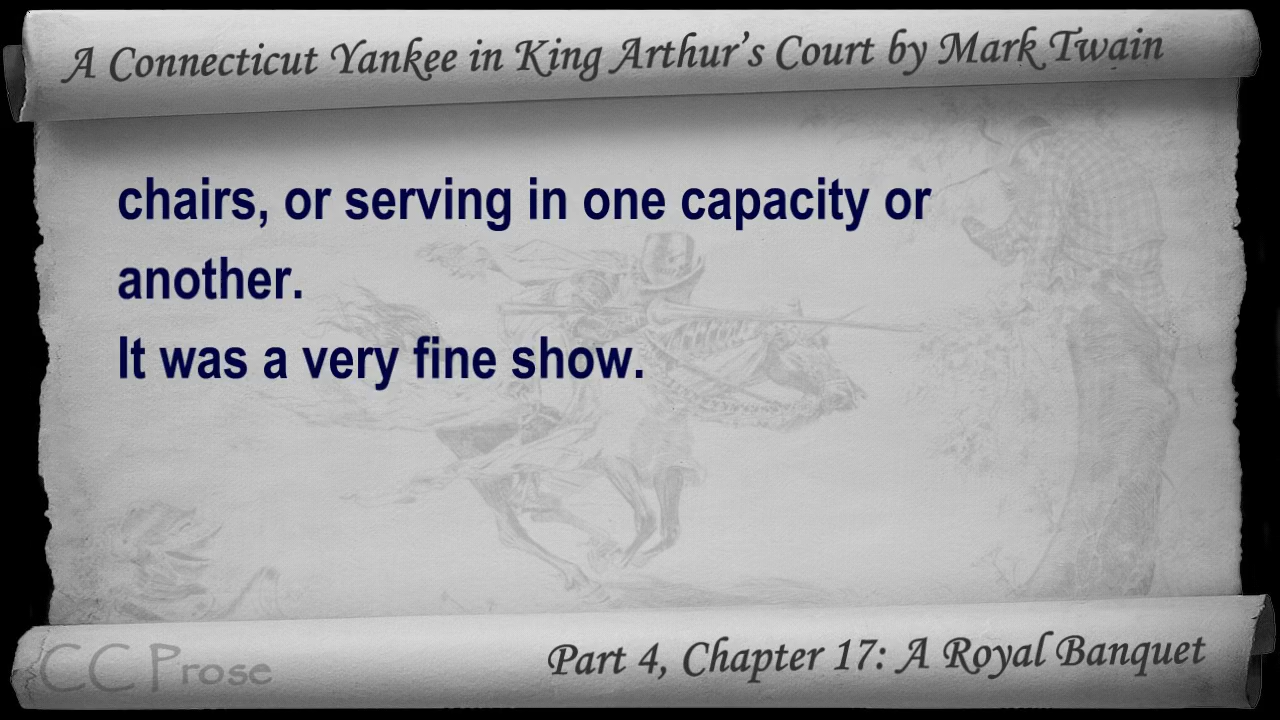 A Connecticut Yankee in King Arthur’s Court by Mark Twain
chairs, or serving in one capacity or
another.
It was a very fine show.
CC Prose
Part 4, Chapter 17: A Royal Banquet